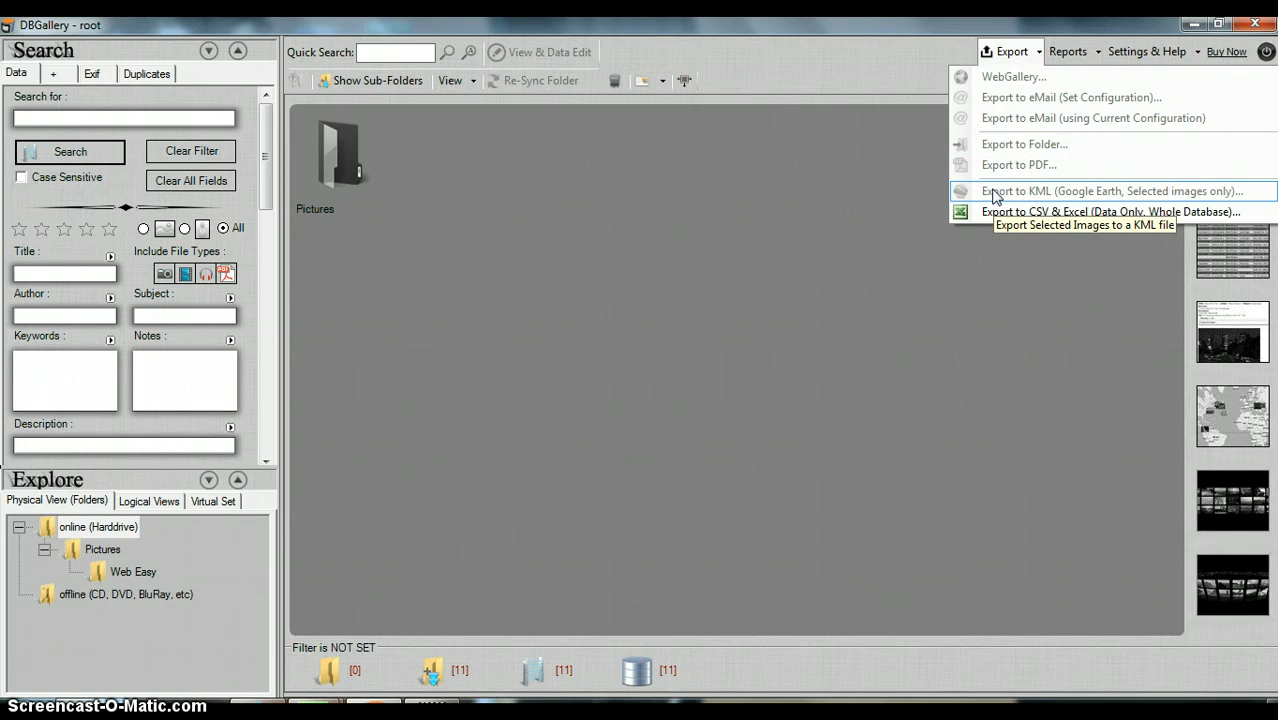 DBGallery - root
Search
Data + Exif Duplicates
Search for :
Search Clear Filter
Case Sensitive Clear All Fields
All
Title : Include File Types :
Author : Subject :
Keywords : Notes :
Description :
Explore
Physical View (Folders) Logical Views Virtual Set
online (Harddrive)
Pictures
Web Easy
offline (CD, DVD, BluRay, etc)
Quick Search: View & Data Edit
Show Sub-Folders View Re-Sync Folder
Pictures
Export Reports Settings & Help Buy Now
WebGallery...
Export to eMail (Set Configuration)...
Export to eMail (using Current Configuration)
Export to Folder...
Export to PDF...
Export to KML (Google Earth, Selected images only)...
Export to CSV & Excel (Data Only, Whole Database)...
Export Selected Images to a KML file
Filter is NOT SET
[0] [11] [11] [11]
Screencast-O-Matic.com